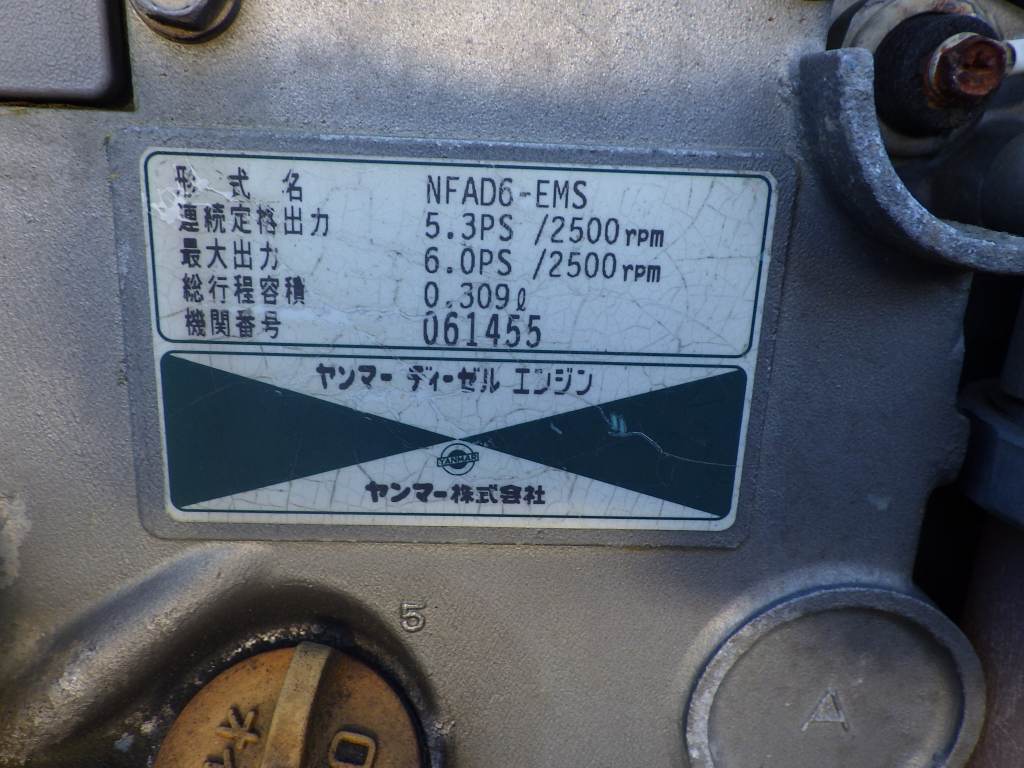 形式名 NFAD6-EMS
連続定格出力 5.3PS /2500rpm
最大出力 6.0PS /2500rpm
総行程容積 0.309ℓ
機関番号 061455
ヤンマー ディーゼル エンジン
YANMAR
ヤンマー株式会社
5
A